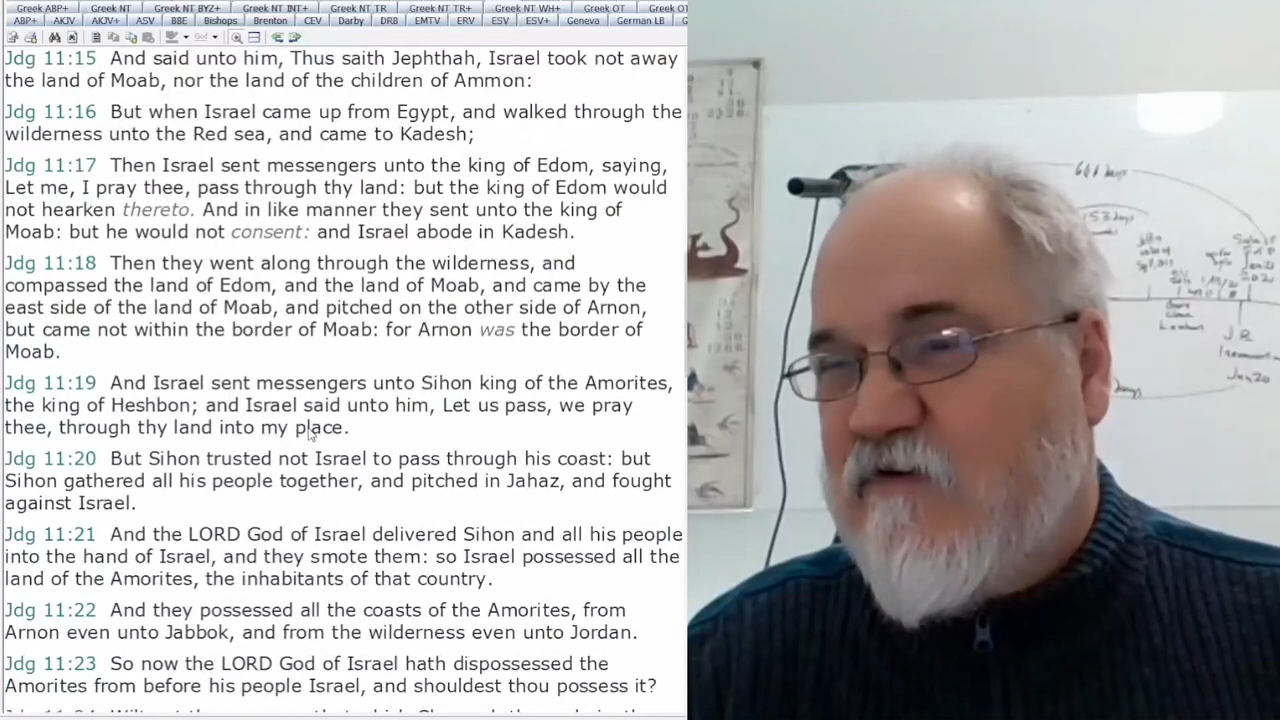 Greek ABP+ Greek NT Greek NT BYZ+ Greek NT INT+ Greek NT TR Greek NT TR+ Greek NT WH+ Greek OT Greek OT
ABP+ AKJV AKJV+ ASV BBE Bishops Brenton CEV Darby DRB EMTV ERV ESV ESV+ Geneva German LB G
Jdg 11:15 And said unto him, Thus saith Jephthah, Israel took not away
the land of Moab, nor the land of the children of Ammon:
Jdg 11:16 But when Israel came up from Egypt, and walked through the
wilderness unto the Red sea, and came to Kadesh;
Jdg 11:17 Then Israel sent messengers unto the king of Edom, saying,
Let me, I pray thee, pass through thy land: but the king of Edom would
not hearken thereto. And in like manner they sent unto the king of
Moab: but he would not consent: and Israel abode in Kadesh.
Jdg 11:18 Then they went along through the wilderness, and
compassed the land of Edom, and the land of Moab, and came by the
east side of the land of Moab, and pitched on the other side of Arnon,
but came not within the border of Moab: for Arnon was the border of
Moab.
Jdg 11:19 And Israel sent messengers unto Sihon king of the Amorites,
the king of Heshbon; and Israel said unto him, Let us pass, we pray
thee, through thy land into my place.
Jdg 11:20 But Sihon trusted not Israel to pass through his coast: but
Sihon gathered all his people together, and pitched in Jahaz, and fought
against Israel.
Jdg 11:21 And the LORD God of Israel delivered Sihon and all his people
into the hand of Israel, and they smote them: so Israel possessed all the
land of the Amorites, the inhabitants of that country.
Jdg 11:22 And they possessed all the coasts of the Amorites, from
Arnon even unto Jabbok, and from the wilderness even unto Jordan.
Jdg 11:23 So now the LORD God of Israel hath dispossessed the
Amorites from before his people Israel, and shouldest thou possess it?
days
153 days
days